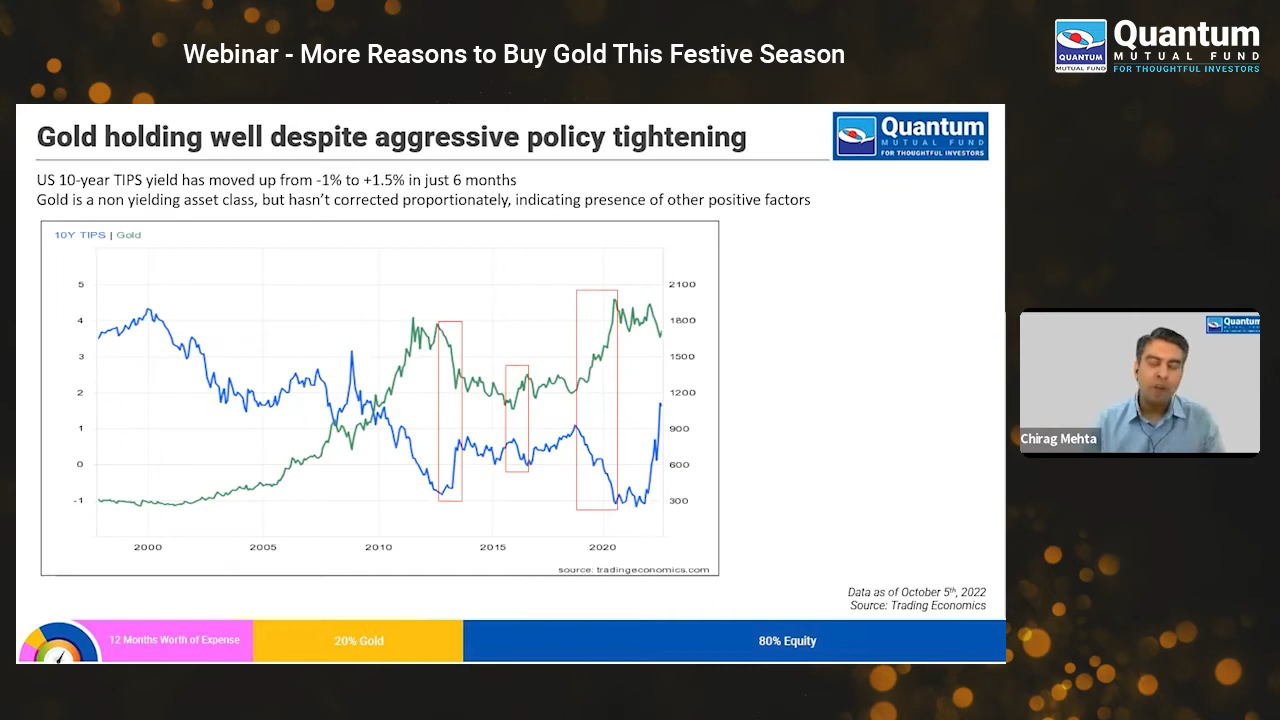 Webinar - More Reasons to Buy Gold This Festive Season
QUANTUM
MUTUAL FUND
Quantum
MUTUAL FUND
FOR THOUGHTFUL INVESTORS
Gold holding well despite aggressive policy tightening
Quantum
MUTUAL FUND
FOR THOUGHTFUL INVESTORS
US 10-year TIPS yield has moved up from -1% to +1.5% in just 6 months
Gold is a non yielding asset class, but hasn't corrected proportionately, indicating presence of other positive factors
10Y TIPS | Gold
5 2100
4 1800
3 1500
2 1200
1 900
0 600
-1 300
2000 2005 2010 2015 2020
source: tradingeconomics.com
Quantum
Chirag Mehta
Data as of October 5th, 2022
Source: Trading Economics
12 Months Worth of Expense 20% Gold 80% Equity